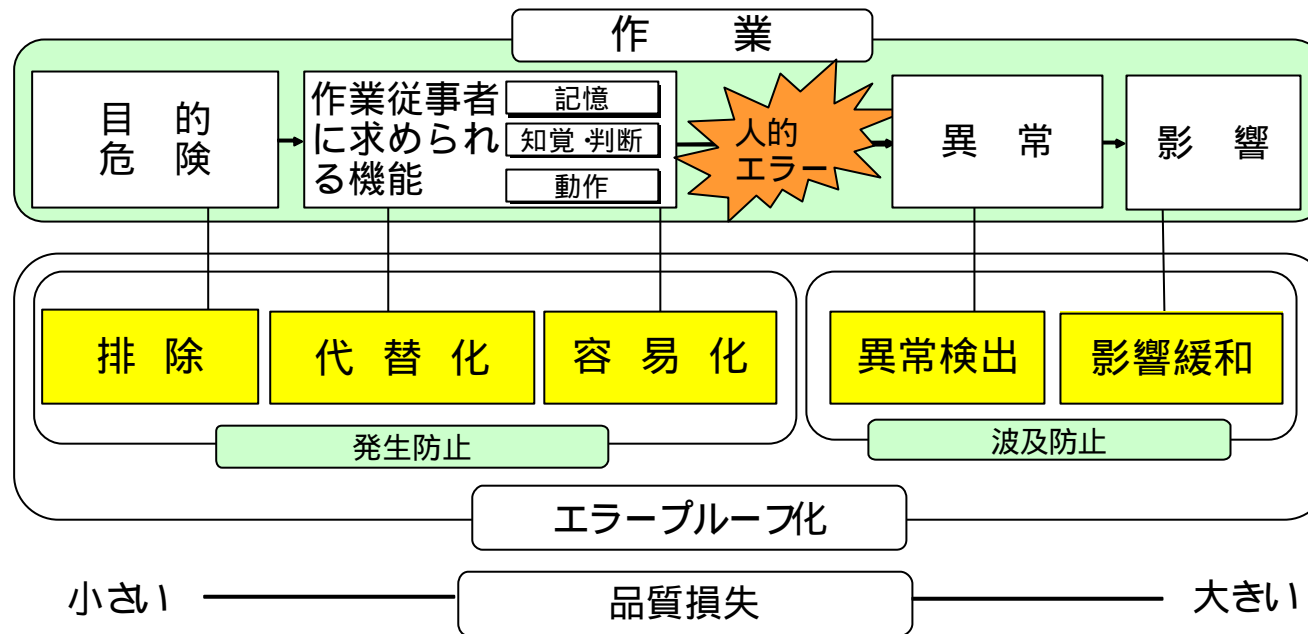 作 業
目 的
危 険
作業従事者
に求められ
る機能
記憶
知覚・判断
動作
人的
エラー
異 常
影 響
排 除
代 替 化
容 易 化
異常検出
影響緩和
発生防止
波及防止
エラープルーフ化
小さい
品質損失
大きい